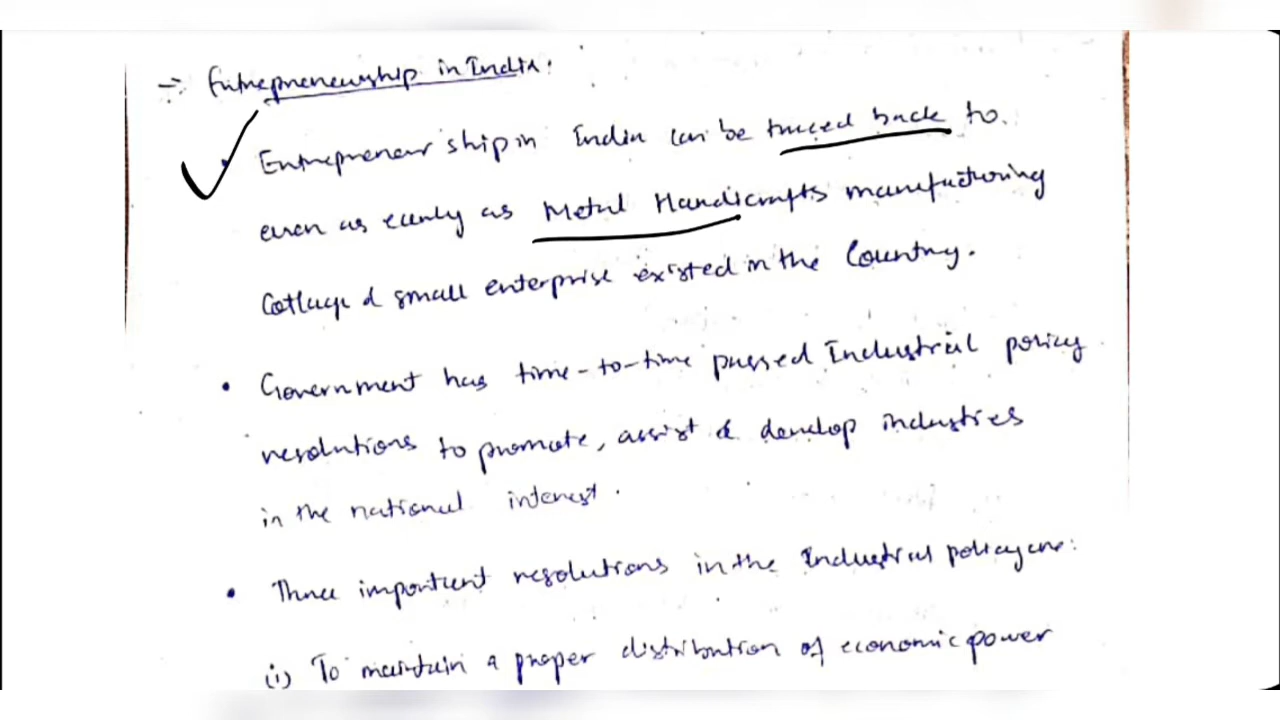 → Entrepreneurship in India:
• Entrepreneurship in India can be traced back to
even as early as Metal Handicrafts manufacturing
Cottage & small enterprise existed in the Country.
• Government has time-to-time passed Industrial policy
resolutions to promote, assist & develop industries
in the national interest.
• Three important resolutions in the Industrial policy are:
(i) To maintain a proper distribution of economic power